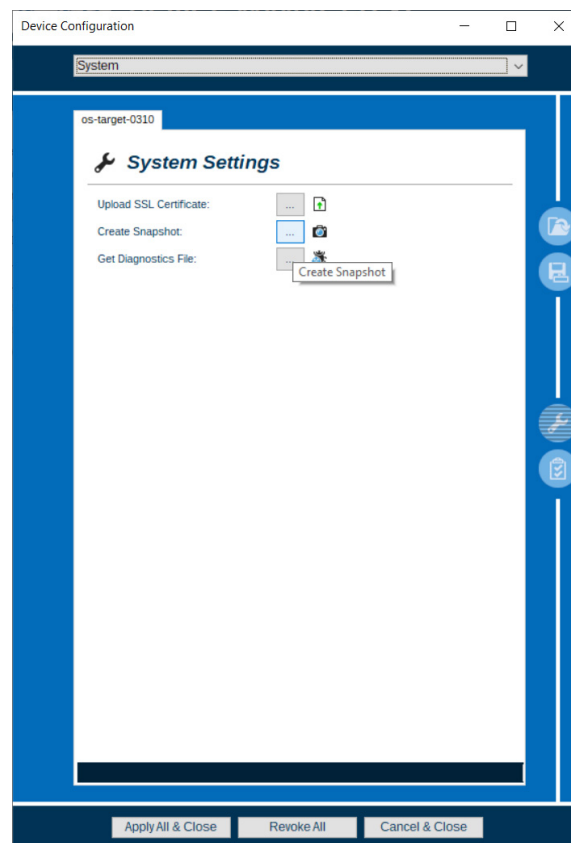 Device Configuration
System
os-target-0310
System Settings
Upload SSL Certificate: ...
Create Snapshot: ...
Get Diagnostics File: ...
Create Snapshot
Apply All & Close Revoke All Cancel & Close